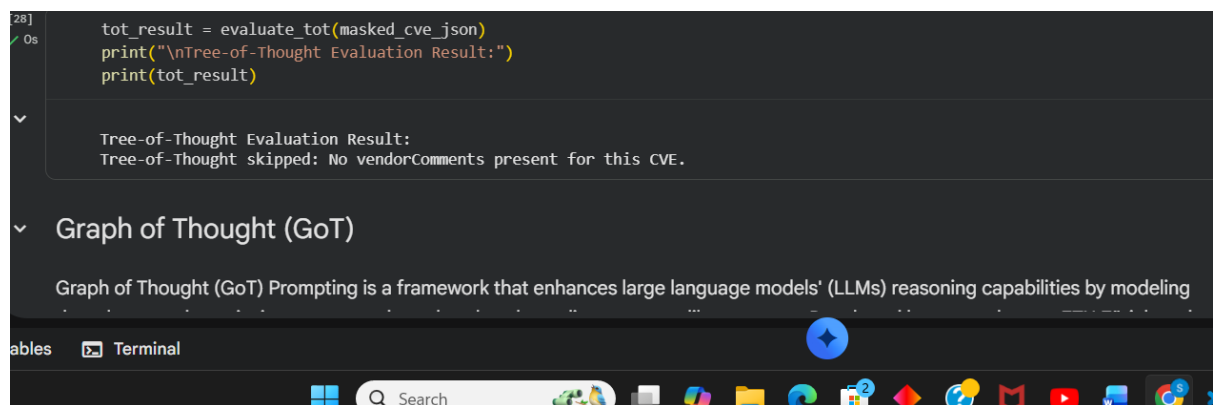 [28]
0s
tot_result = evaluate_tot(masked_cve_json)
print("\nTree-of-Thought Evaluation Result:")
print(tot_result)
Tree-of-Thought Evaluation Result:
Tree-of-Thought skipped: No vendorComments present for this CVE.
Graph of Thought (GoT)
Graph of Thought (GoT) Prompting is a framework that enhances large language models' (LLMs) reasoning capabilities by modeling
ables Terminal
Search
2
S